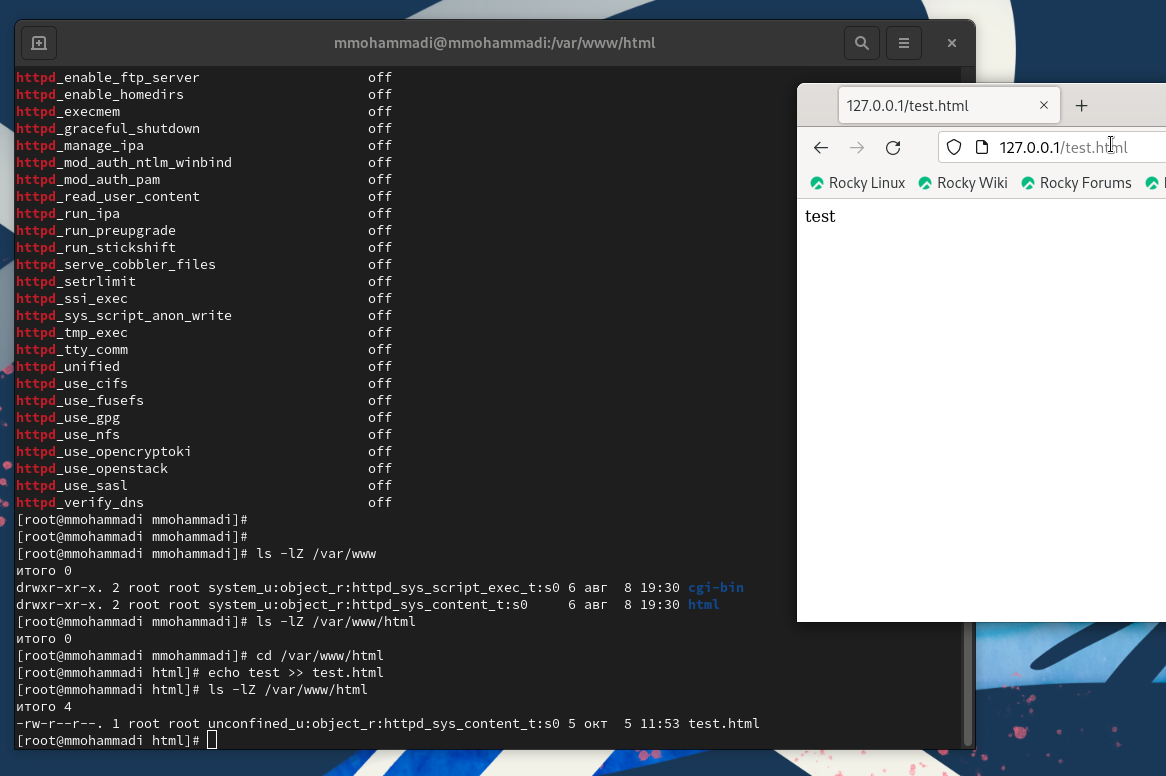 mmohammadi@mmohammadi:/var/www/html
httpd_enable_ftp_server off
httpd_enable_homedirs off
httpd_execmem off
httpd_graceful_shutdown off
httpd_manage_ipa off
httpd_mod_auth_ntlm_winbind off
httpd_mod_auth_pam off
httpd_read_user_content off
httpd_run_ipa off
httpd_run_preupgrade off
httpd_run_stickshift off
httpd_serve_cobbler_files off
httpd_setrlimit off
httpd_ssi_exec off
httpd_sys_script_anon_write off
httpd_tmp_exec off
httpd_tty_comm off
httpd_unified off
httpd_use_cifs off
httpd_use_fusefs off
httpd_use_gpg off
httpd_use_nfs off
httpd_use_opencryptoki off
httpd_use_openstack off
httpd_use_sasl off
httpd_verify_dns off
[root@mmohammadi mmohammadi]#
[root@mmohammadi mmohammadi]#
[root@mmohammadi mmohammadi]# ls -lZ /var/www
итого 0
drwxr-xr-x. 2 root root system_u:object_r:httpd_sys_script_exec_t:s0 6 авг  8 19:30 cgi-bin
drwxr-xr-x. 2 root root system_u:object_r:httpd_sys_content_t:s0     6 авг  8 19:30 html
[root@mmohammadi mmohammadi]# ls -lZ /var/www/html
итого 0
[root@mmohammadi mmohammadi]# cd /var/www/html
[root@mmohammadi html]# echo test >> test.html
[root@mmohammadi html]# ls -lZ /var/www/html
итого 4
-rw-r--r--. 1 root root unconfined_u:object_r:httpd_sys_content_t:s0 5 окт  5 11:53 test.html
[root@mmohammadi html]#
127.0.0.1/test.html
127.0.0.1/test.html
Rocky Linux Rocky Wiki Rocky Forums
test